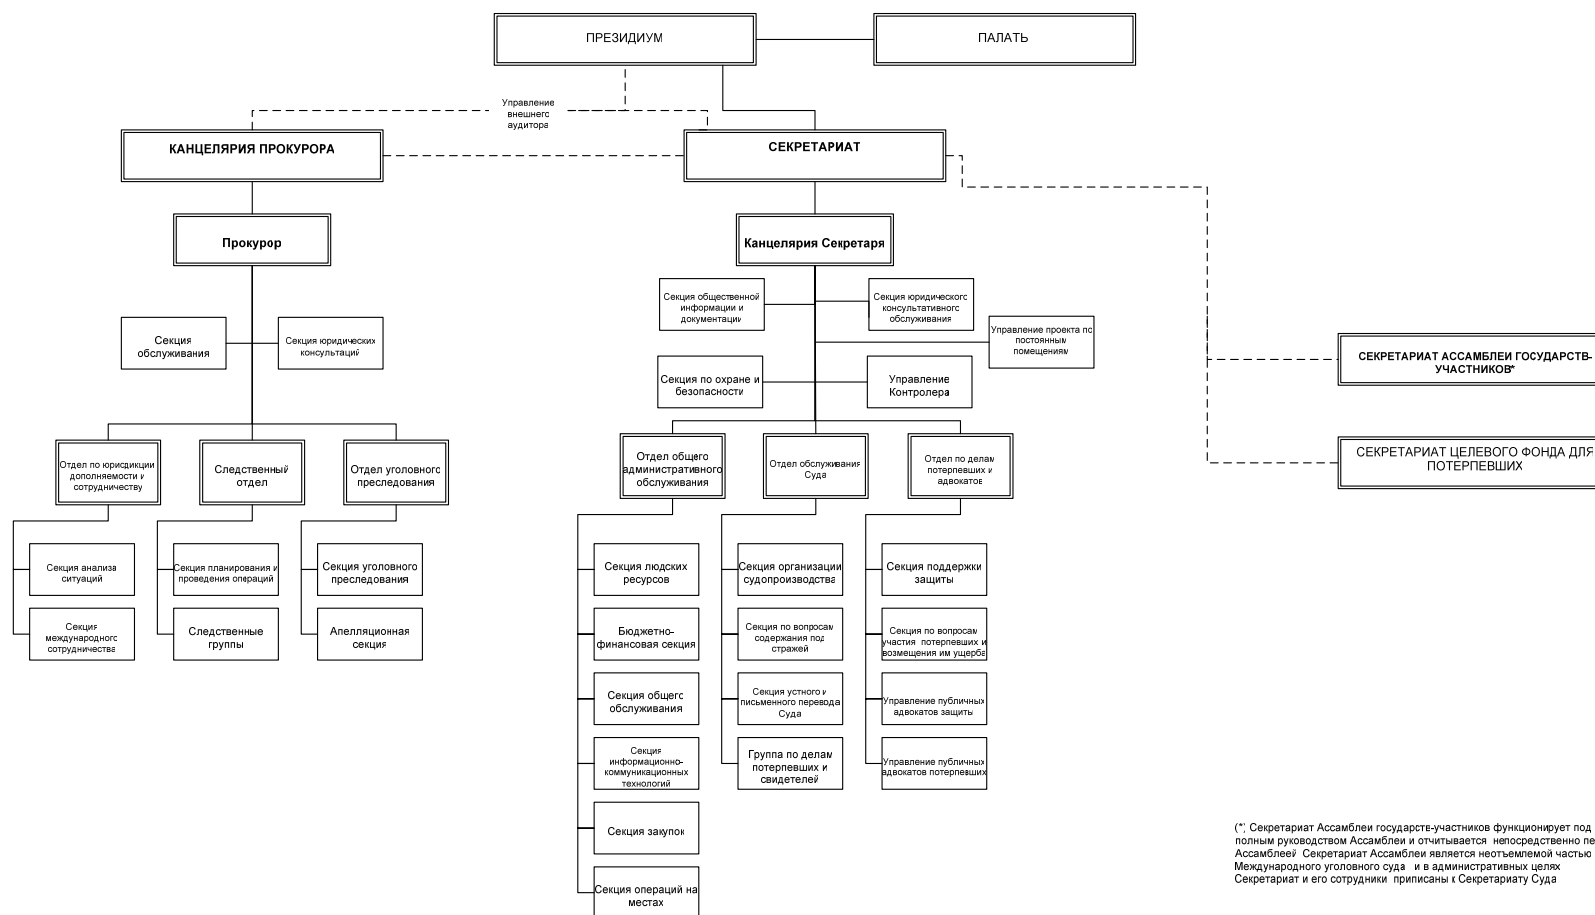 ПРЕЗИДИУМ
ПАЛАТЬ
Управление
внешнего
аудитора
КАНЦЕЛЯРИЯ ПРОКУРОРА
СЕКРЕТАРИАТ
Прокурор
Канцелярия Секретаря
Секция общественной
информации и
документации
Секция юридического
консультативного
обслуживания
Секция
обслуживания
Секция юридических
консультаций
Управление проекта по
постоянным
помещениям
Секция по охране и
безопасности
Управление
Контролера
СЕКРЕТАРИАТ АССАМБЛЕИ ГОСУДАРСТВ-
УЧАСТНИКОВ*
СЕКРЕТАРИАТ ЦЕЛЕВОГО ФОНДА ДЛЯ
ПОТЕРПЕВШИХ
Отдел по юрисдикции
дополняемости и
сотрудничеству
Следственный
отдел
Отдел уголовного
преследования
Отдел общего
административного
обслуживания
Отдел обслуживания
Суда
Отдел по делам
потерпевших и
адвокатов
Секция анализа
ситуаций
Секция планирования и
проведения операций
Секция уголовного
преследования
Секция людских
ресурсов
Секция организации
судопроизводства
Секция поддержки
защиты
Секция
международного
сотрудничества
Следственные
группы
Апелляционная
секция
Бюджетно-
финансовая секция
Секция по вопросам
содержания под
стражей
Секция по вопросам
участия потерпевших и
возмещения им ущерба
Секция общего
обслуживания
Секция устного и
письменного перевода
Суда
Управление публичных
адвокатов защиты
Секция
информационно-
коммуникационных
технологий
Группа по делам
потерпевших и
свидетелей
Управление публичных
адвокатов потерпевших
Секция закупок
Секция операций на
местах
(*) Секретариат Ассамблеи государств-участников функционирует под
полным руководством Ассамблеи и отчитывается непосредственно пе
Ассамблеей Секретариат Ассамблеи является неотъемлемой частью
Международного уголовного суда и в административных целях
Секретариат и его сотрудники приписаны к Секретариату Суда